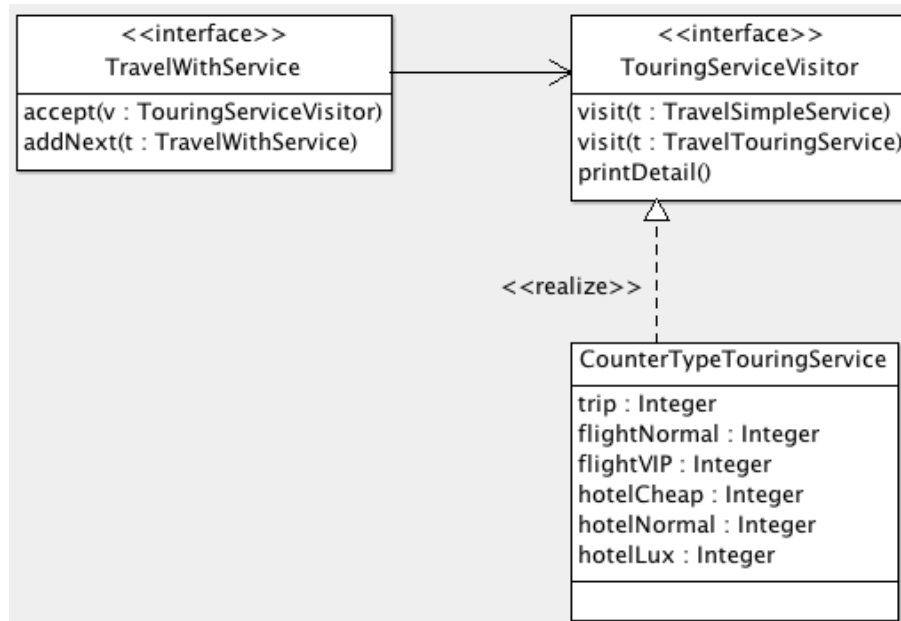 <<interface>>
TravelWithService
accept(v : TouringServiceVisitor)
addNext(t : TravelWithService)
<<interface>>
TouringServiceVisitor
visit(t : TravelSimpleService)
visit(t : TravelTouringService)
printDetail()
<<realize>>
CounterTypeTouringService
trip : Integer
flightNormal : Integer
flightVIP : Integer
hotelCheap : Integer
hotelNormal : Integer
hotelLux : Integer